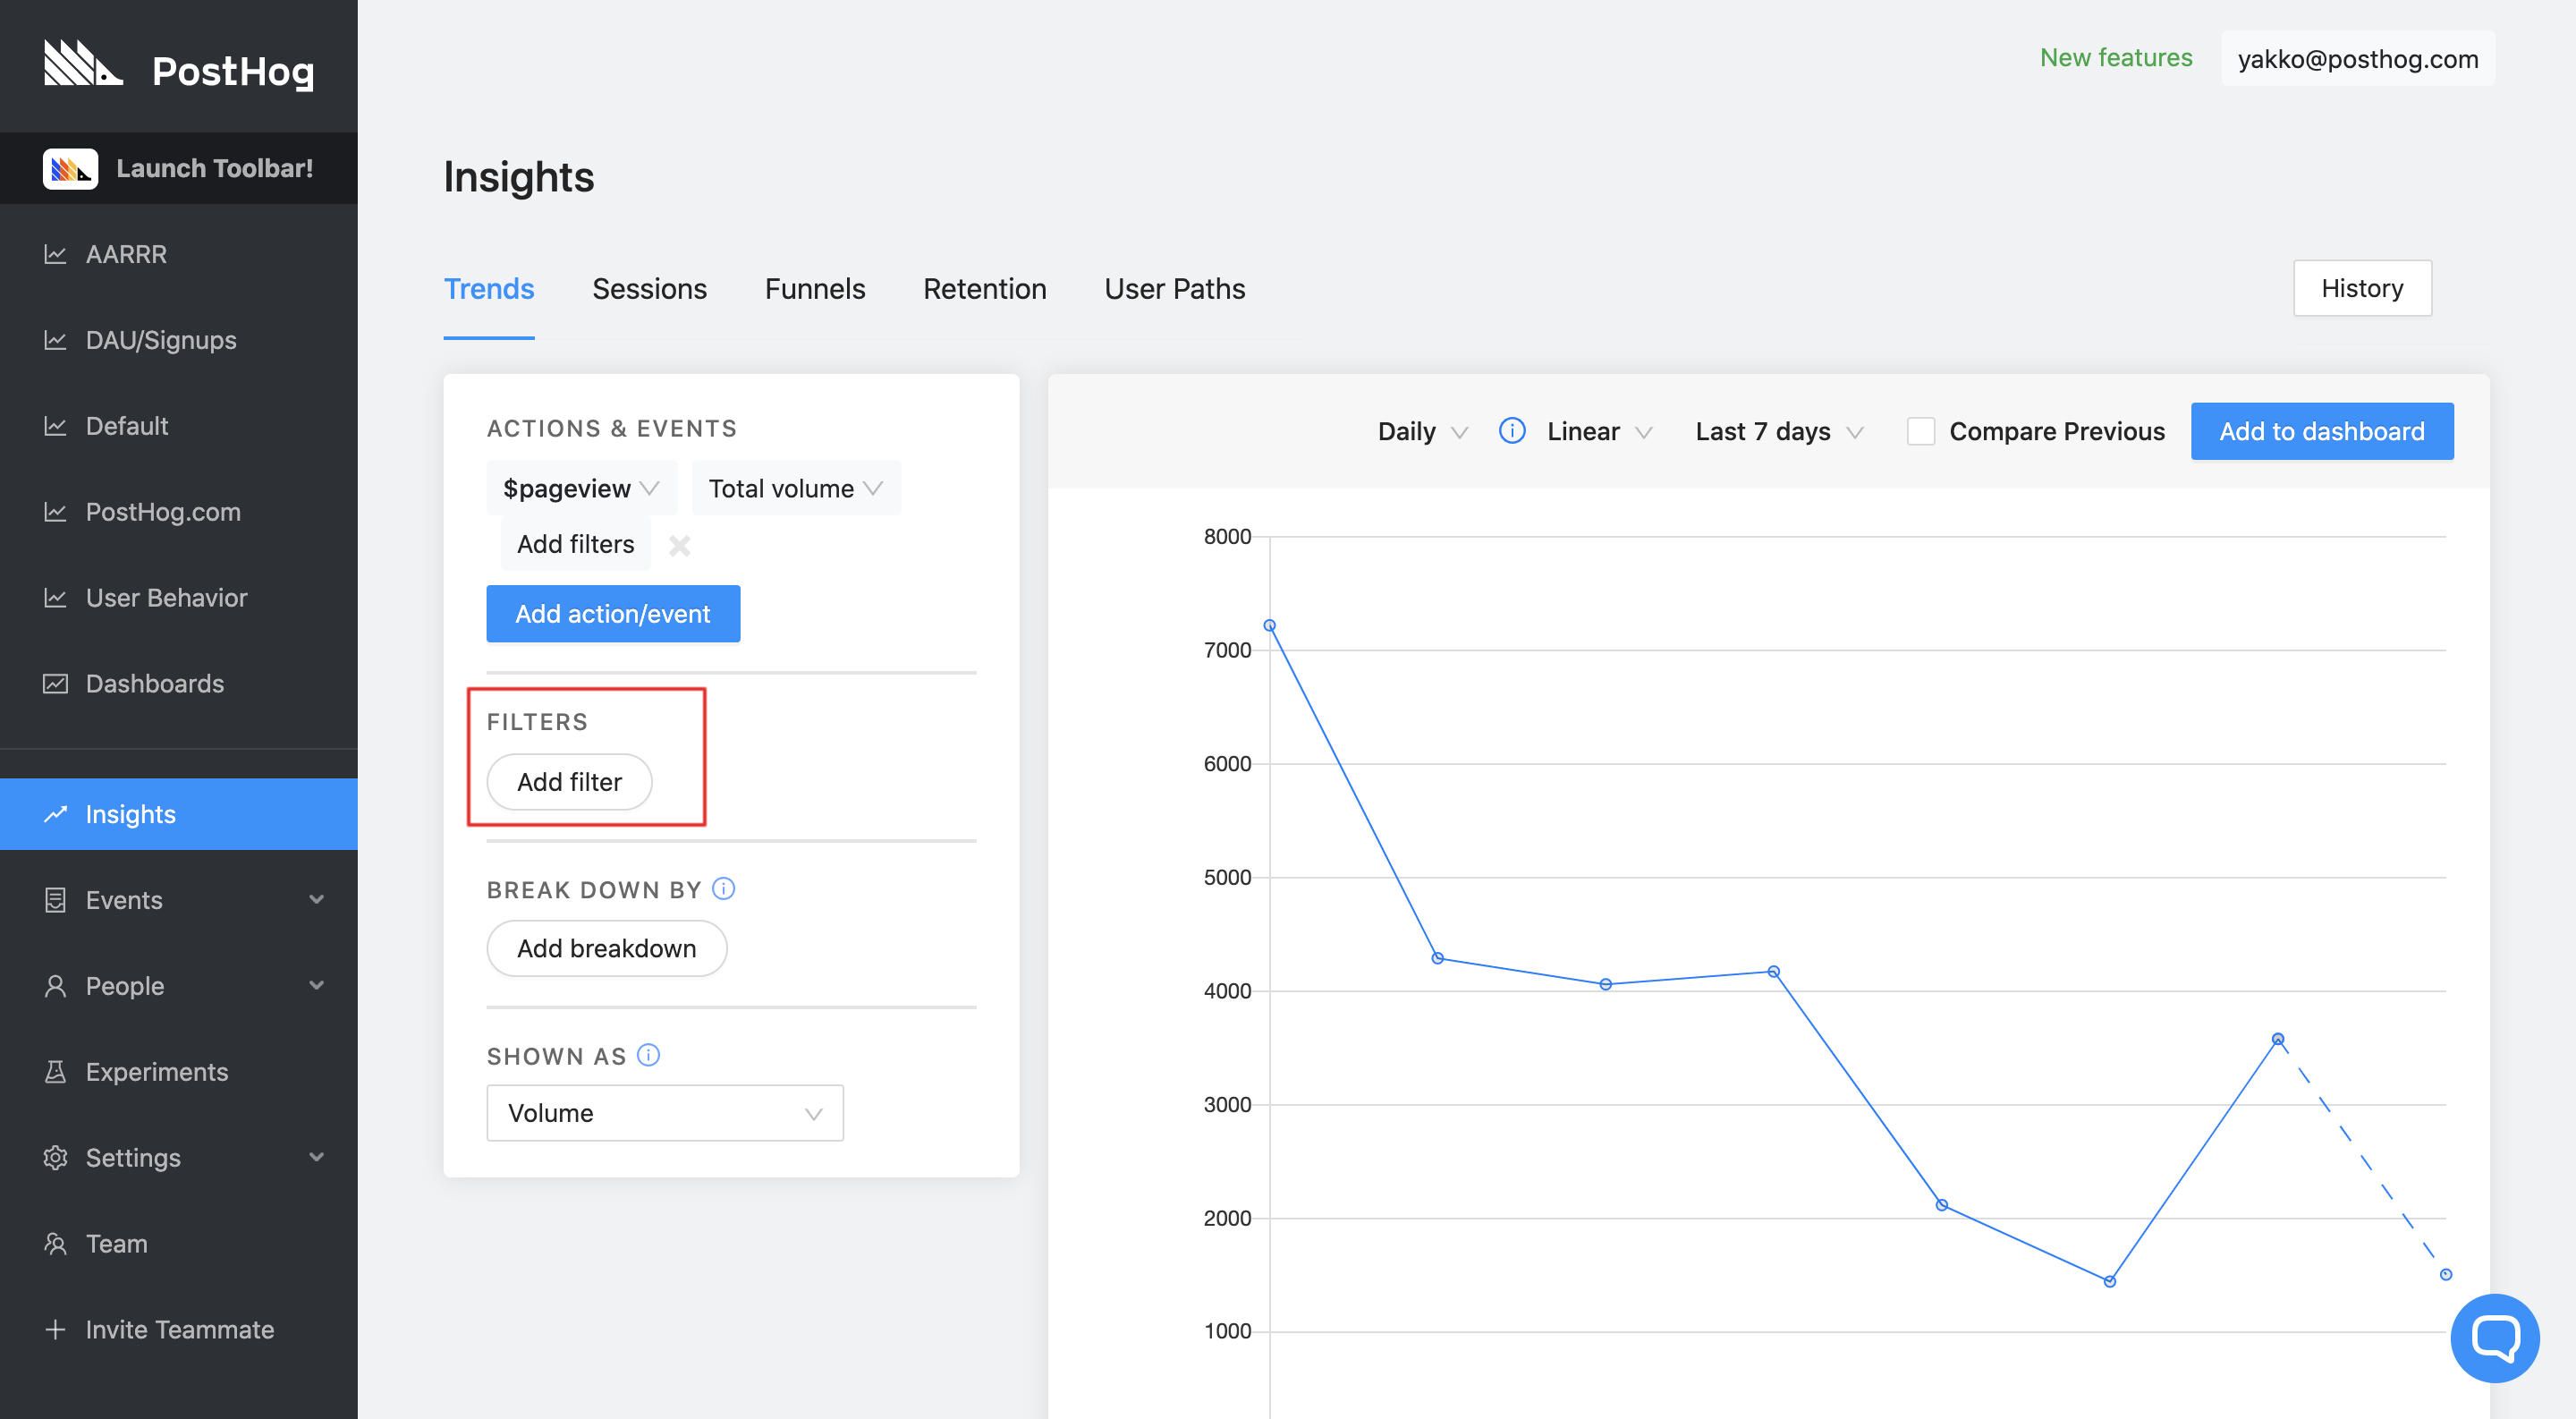 PostHog
Launch Toolbar!
AARRR
DAU/Signups
Default
PostHog.com
User Behavior
Dashboards
Insights
Events
People
Experiments
Settings
Team
Invite Teammate
New features
yakko@posthog.com
Insights
Trends Sessions Funnels Retention User Paths
History
ACTIONS & EVENTS
$pageview Total volume
Add filters
Add action/event
FILTERS
Add filter
BREAK DOWN BY
Add breakdown
SHOWN AS
Volume
Daily Linear Last 7 days Compare Previous Add to dashboard
8000
7000
6000
5000
4000
3000
2000
1000